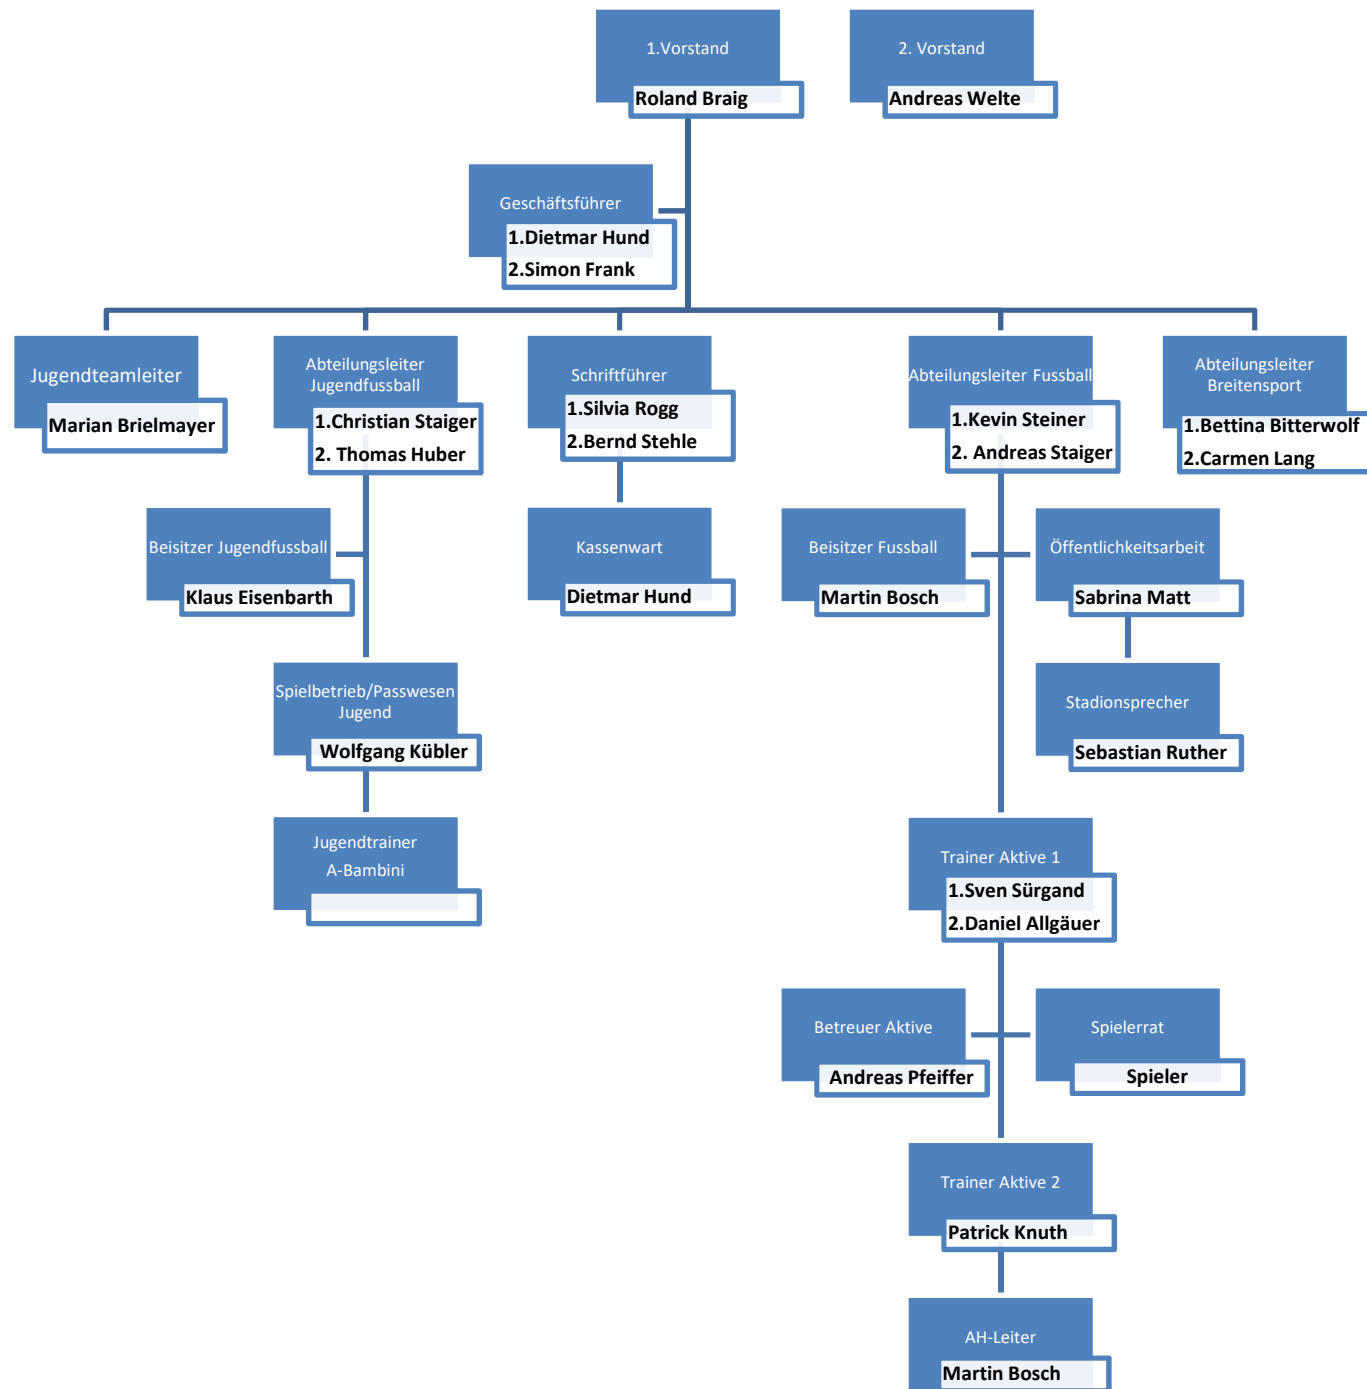 1.Vorstand
Roland Braig
2. Vorstand
Andreas Welte
Geschäftsführer
1.Dietmar Hund
2.Simon Frank
Jugendteamleiter
Marian Brielmayer
Abteilungsleiter
Jugendfussball
1.Christian Staiger
2. Thomas Huber
Schriftführer
1.Silvia Rogg
2.Bernd Stehle
Abteilungsleiter Fussball
1.Kevin Steiner
2. Andreas Staiger
Abteilungsleiter
Breitensport
1.Bettina Bitterwolf
2.Carmen Lang
Beisitzer Jugendfussball
Klaus Eisenbarth
Kassenwart
Dietmar Hund
Beisitzer Fussball
Martin Bosch
Öffentlichkeitsarbeit
Sabrina Matt
Spielbetrieb/Passwesen
Jugend
Wolfgang Kübler
Stadionsprecher
Sebastian Ruther
Jugendtrainer
A-Bambini
Trainer Aktive 1
1.Sven Sürgand
2.Daniel Allgäuer
Betreuer Aktive
Andreas Pfeiffer
Spielerrat
Spieler
Trainer Aktive 2
Patrick Knuth
AH-Leiter
Martin Bosch